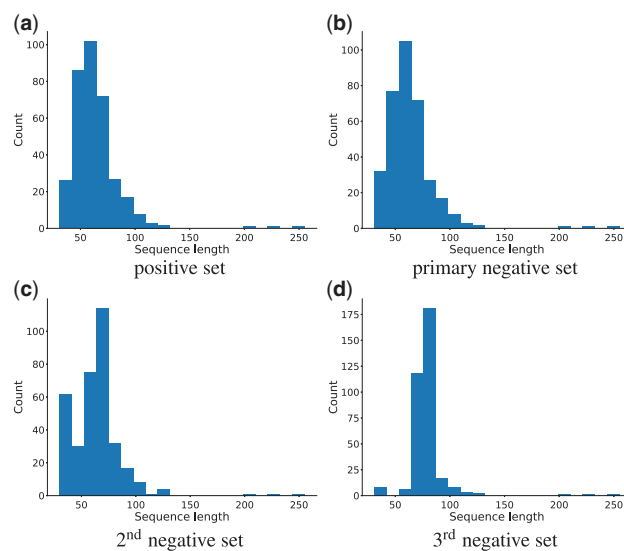 (a)
100
80
60
40
20
0
Count
50 100 150 200 250
Sequence length
positive set
(b)
100
80
60
40
20
0
Count
50 100 150 200 250
Sequence length
primary negative set
(c)
100
80
60
40
20
0
Count
50 100 150 200 250
Sequence length
2nd negative set
(d)
175
150
125
100
75
50
25
0
Count
50 100 150 200 250
Sequence length
3rd negative set